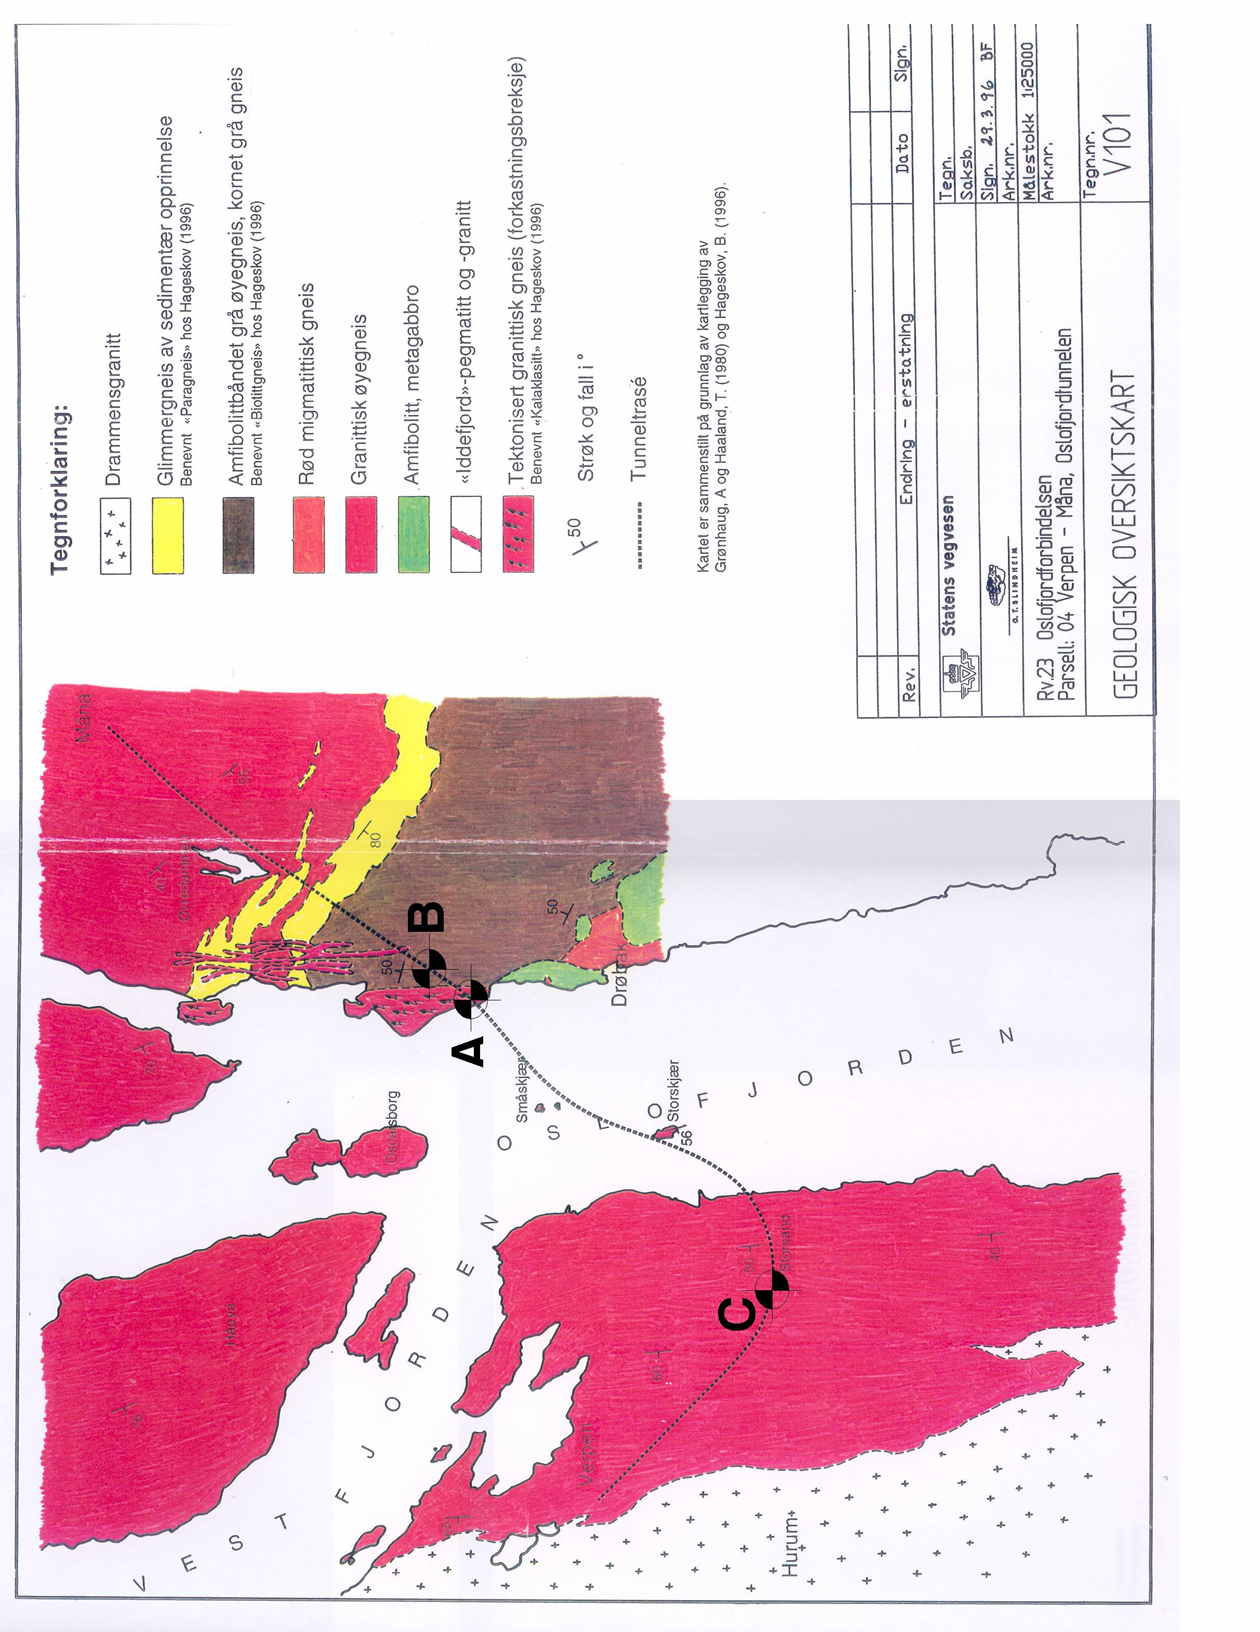 Tegnforklaring:
Drammensgranitt
Glimmergneis av sedimentær opprinnelse
Benevnt «Paragneis» hos Hageskov (1996)
Amfibolittbåndet grå øyegneis, kornet grå gneis
Benevnt «Biotittgneis» hos Hageskov (1996)
Rød migmatittisk gneis
Granittisk øyegneis
Amfibolitt, metagabbro
«Iddefjord»-pegmatitt og -granitt
Tektonisert granittisk gneis (forkastningsbreksje)
Benevnt «Kataklasitt» hos Hageskov (1996)
50
Strøk og fall i °
Tunneltrasé
Kartet er sammenstilt på grunnlag av kartlegging av
Grønhaug, A og Haaland, T. (1980) og Hageskov, B. (1996).
Måna
80
40
50
B
A
50
Drøbak
70
Oscarsborg
Småskjær
Storskjær
56
OSLOFJORDEN
Håøya
VESTFJORDEN
C
50
Storsand
40
60
Verpen
Hurum
Rev.
Endring - erstatning
Dato
Sign.
Statens vegvesen
O.T. BLINDHEIM
Tegn.
Saksb.
Sign. 29.3.96 BF
Ark.nr.
Målestokk 1:25000
Ark.nr.
Rv.23 Oslofjordforbindelsen
Parsell: 04 Verpen - Måna, Oslofjordtunnelen
GEOLOGISK OVERSIKTSKART
Tegn.nr.
V101